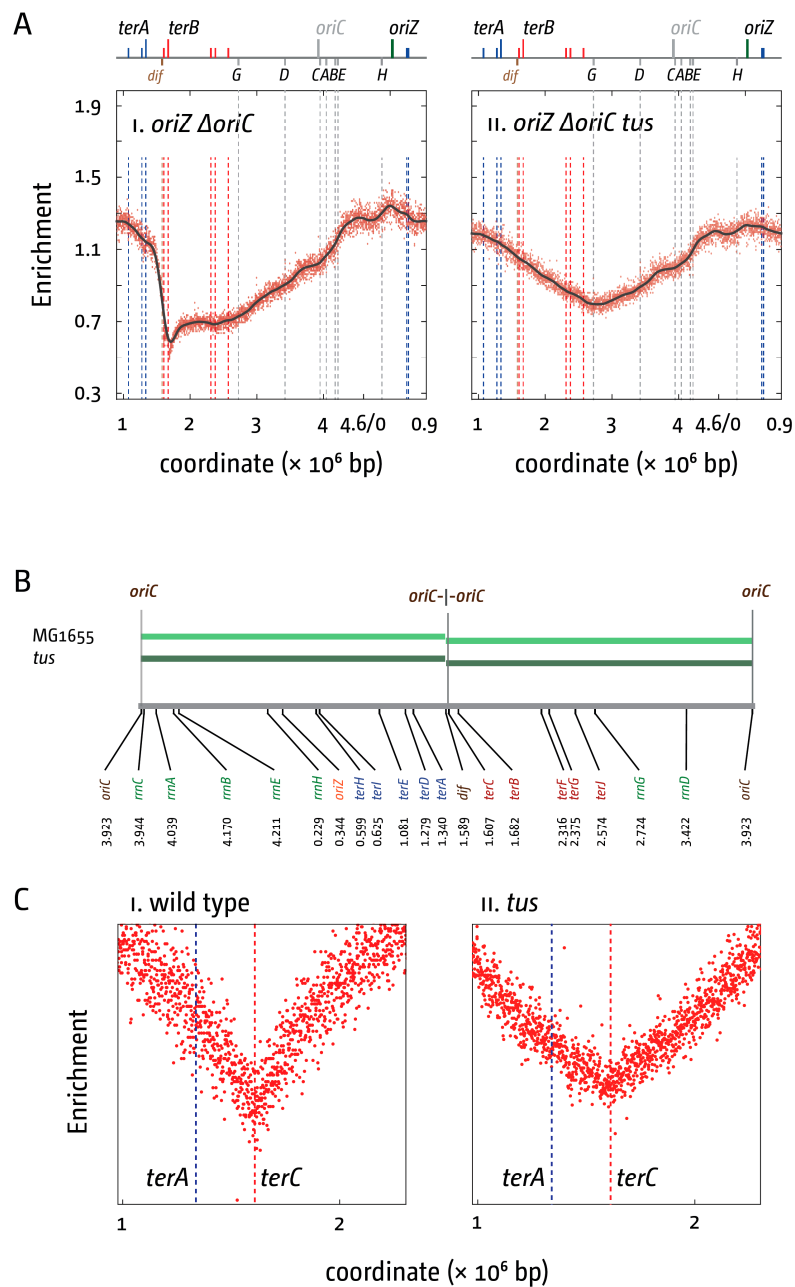 A
terA terB oriC oriZ
dif G D CABE H
terA terB oriC oriZ
dif G D CABE H
Enrichment
1.9
1.5
1.1
0.7
0.3
I. oriZ ΔoriC
II. oriZ ΔoriC tus
1 2 3 4 4.6/0 0.9
1 2 3 4 4.6/0 0.9
coordinate (× 10⁶ bp)
coordinate (× 10⁶ bp)
B
oriC oriC-|-oriC oriC
MG1655
tus
oriC rrnC rrnA rrnB rrnE rrnH oriZ terH terI terE terD terA dif terC terB terF terG terJ rrnG rrnD oriC
3.923 3.944 4.039 4.170 4.211 0.229 0.344 0.599 0.625 1.081 1.279 1.340 1.589 1.607 1.682 2.316 2.375 2.574 2.724 3.422 3.923
C
I. wild type
II. tus
Enrichment
terA terC
terA terC
1 2
1 2
coordinate (× 10⁶ bp)